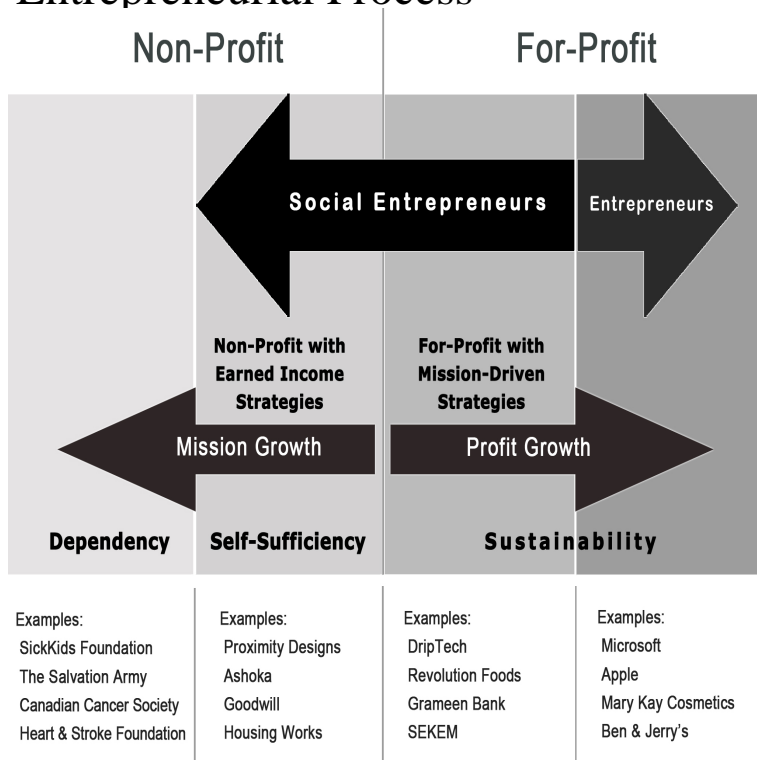 Entrepreneurial Process
Non-Profit
For-Profit
Social Entrepreneurs
Entrepreneurs
Non-Profit with
Earned Income
Strategies
For-Profit with
Mission-Driven
Strategies
Mission Growth
Profit Growth
Dependency
Self-Sufficiency
Sustainability
Examples:
SickKids Foundation
The Salvation Army
Canadian Cancer Society
Heart & Stroke Foundation
Examples:
Proximity Designs
Ashoka
Goodwill
Housing Works
Examples:
DripTech
Revolution Foods
Grameen Bank
SEKEM
Examples:
Microsoft
Apple
Mary Kay Cosmetics
Ben & Jerry's